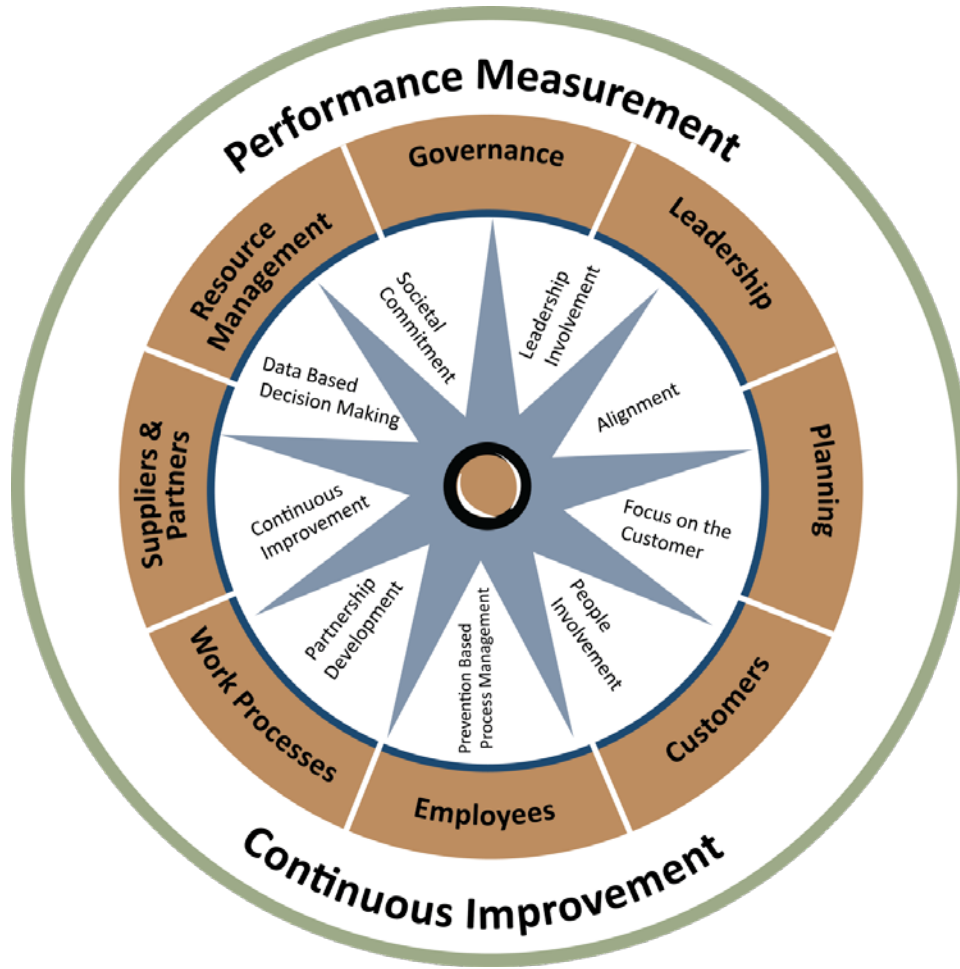 Performance Measurement
Governance
Leadership
Planning
Customers
Employees
Work Processes
Suppliers &
Partners
Resource
Management
Leadership
Involvement
Alignment
Focus on the
Customer
People
Involvement
Prevention Based
Process Management
Partnership
Development
Continuous
Improvement
Data Based
Decision Making
Societal
Commitment
Continuous Improvement